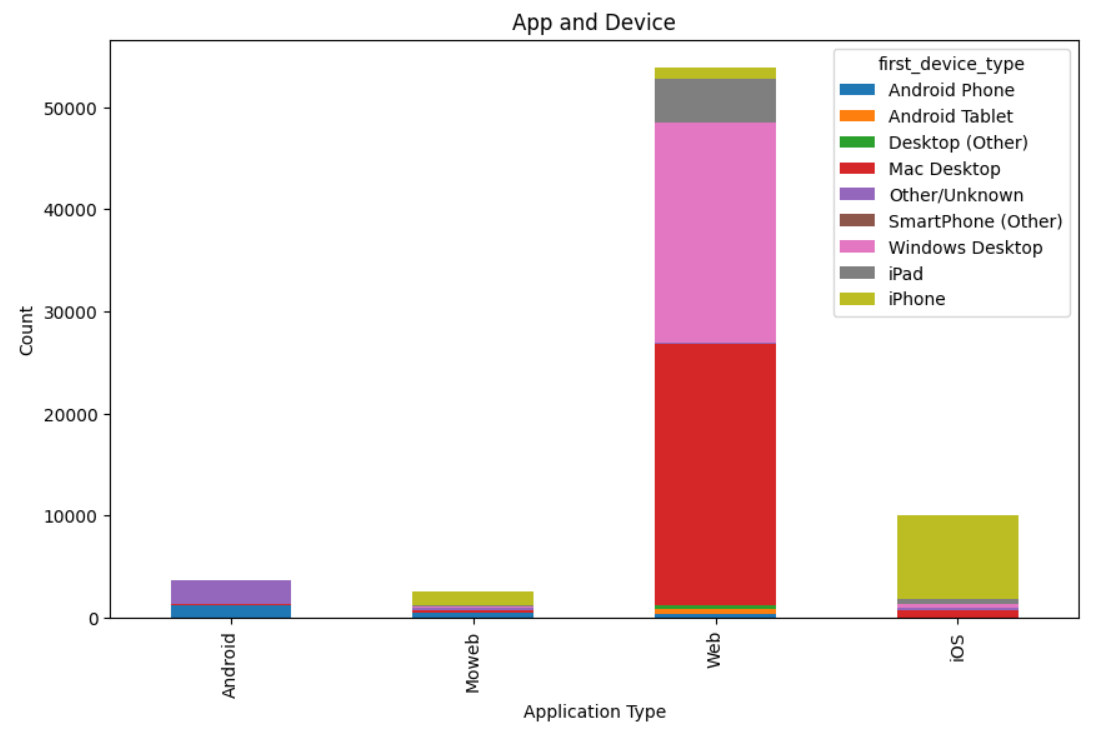 App and Device
first_device_type
Android Phone
Android Tablet
Desktop (Other)
Mac Desktop
Other/Unknown
SmartPhone (Other)
Windows Desktop
iPad
iPhone
Count
50000
40000
30000
20000
10000
0
Android
Moweb
Web
iOS
Application Type